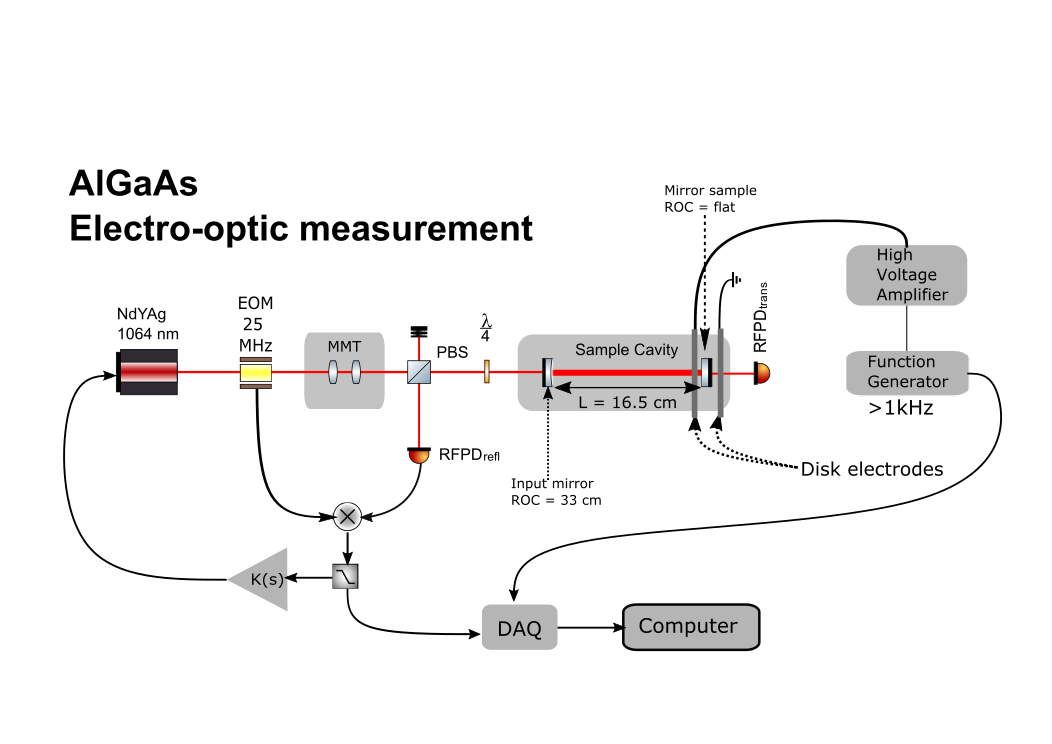 AlGaAs
Electro-optic measurement
Mirror sample
ROC = flat
High
Voltage
Amplifier
NdYAg
1064 nm
EOM
25
MHz
MMT
PBS
λ
4
Sample Cavity
L = 16.5 cm
RFPDtrans
Function
Generator
>1kHz
RFPDrefl
Input mirror
ROC = 33 cm
Disk electrodes
K(s)
DAQ
Computer